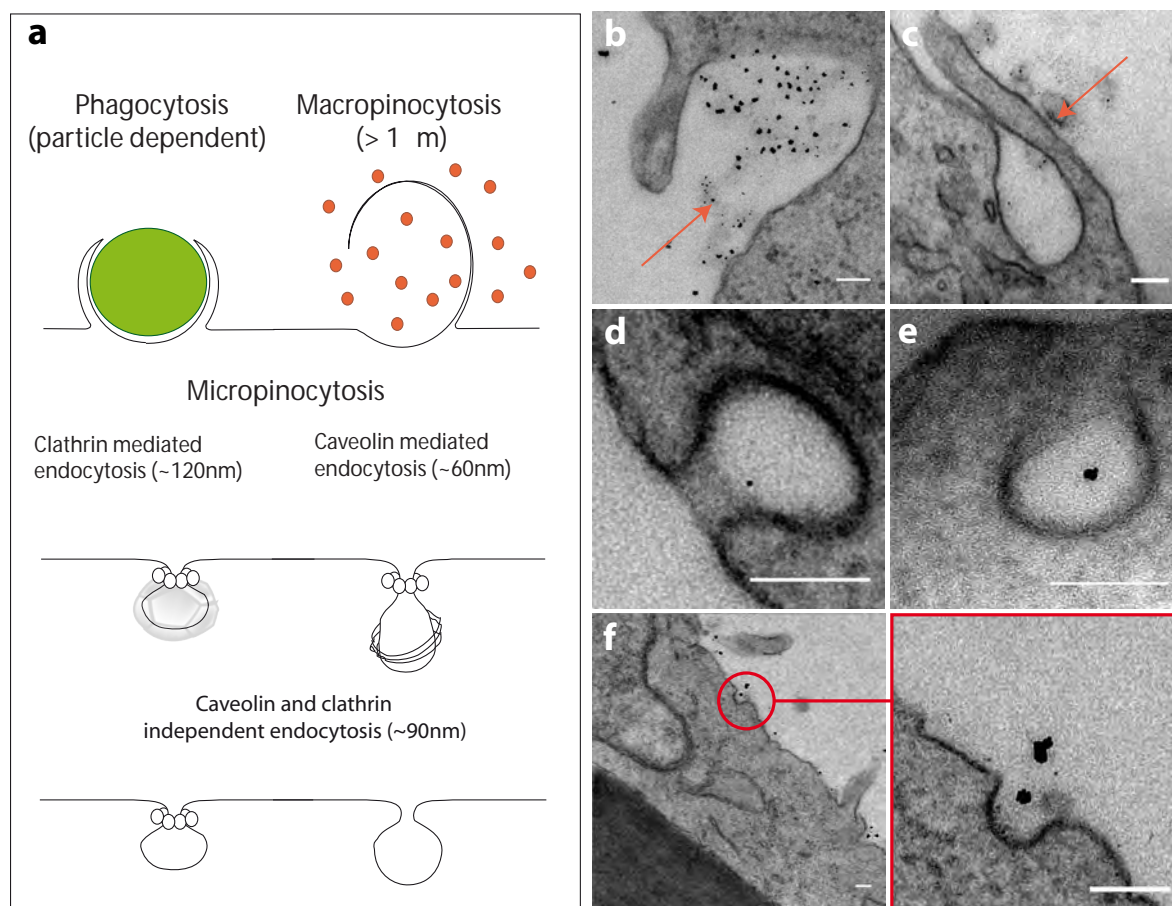 a
Phagocytosis
(particle dependent)
Macropinocytosis
(> 1 m)
Micropinocytosis
Clathrin mediated
endocytosis (~120nm)
Caveolin mediated
endocytosis (~60nm)
Caveolin and clathrin
independent endocytosis (~90nm)
b
c
d
e
f